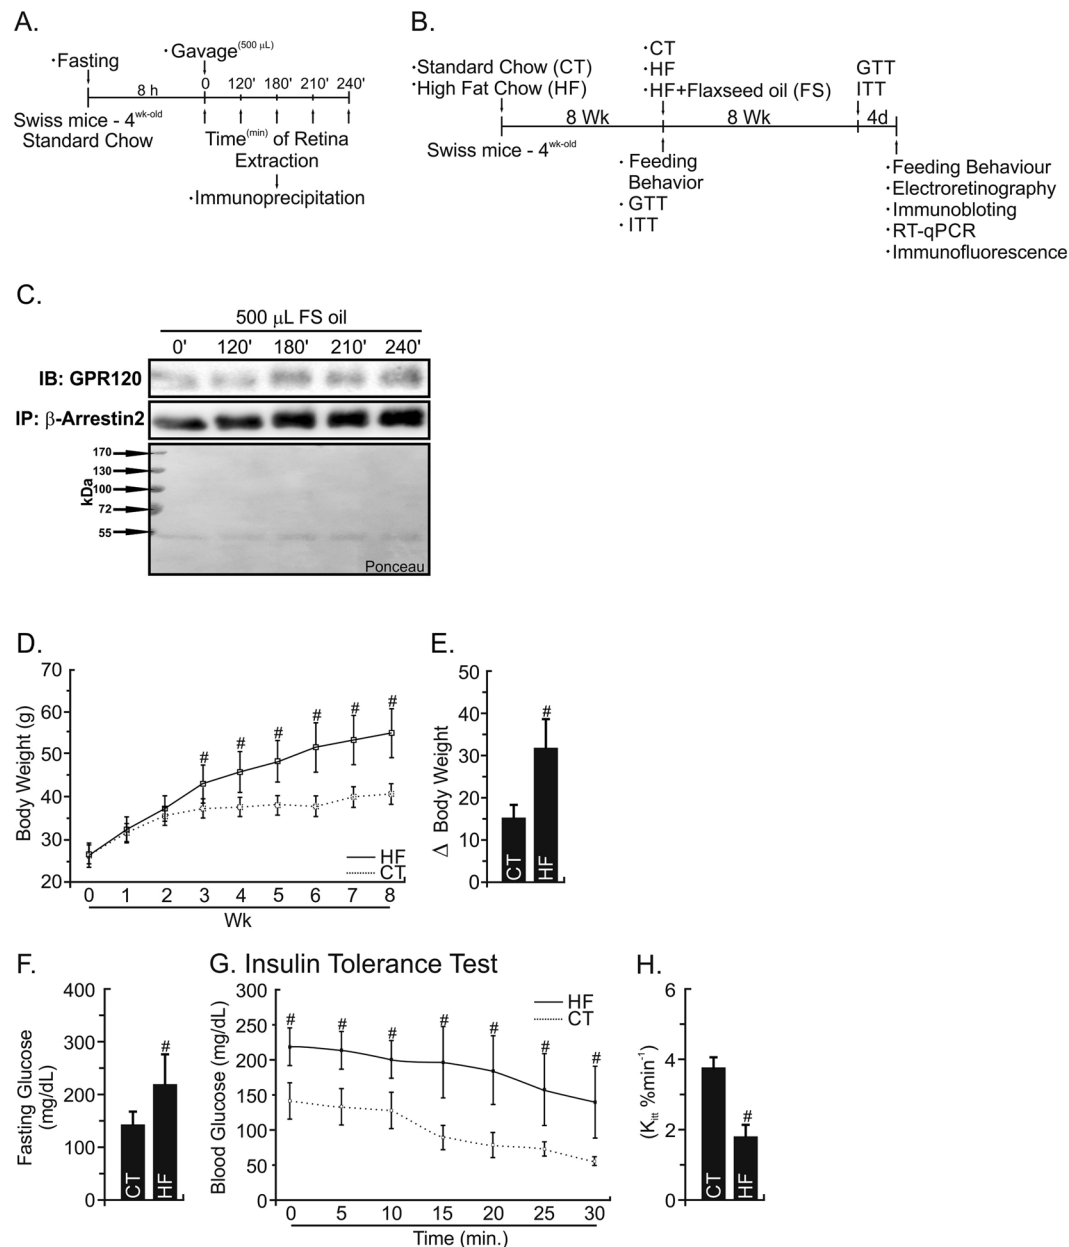 A.
·Fasting
·Gavage(500 µL)
8 h
0 120' 180' 210' 240'
Swiss mice - 4wk-old
Standard Chow
Time(min) of Retina
Extraction
·Immunoprecipitation
B.
·Standard Chow (CT)
·High Fat Chow (HF)
·CT
·HF
·HF+Flaxseed oil (FS)
GTT
ITT
8 Wk
8 Wk
4d
Swiss mice - 4wk-old
· Feeding
Behavior
· GTT
· ITT
·Feeding Behaviour
·Electroretinography
·Immunobloting
·RT-qPCR
·Immunofluorescence
C.
500 µL FS oil
0' 120' 180' 210' 240'
IB: GPR120
IP: β-Arrestin2
kDa
170
130
100
72
55
Ponceau
D.
Body Weight (g)
70
60
50
40
30
20
# # # # # #
HF
CT
0 1 2 3 4 5 6 7 8
Wk
E.
Δ Body Weight
50
40
30
20
10
0
#
CT HF
F.
Fasting Glucose
(mg/dL)
400
300
200
100
0
#
CT HF
G. Insulin Tolerance Test
Blood Glucose (mg/dL)
300
250
200
150
100
50
0
# # # # # # #
HF
CT
0 5 10 15 20 25 30
Time (min.)
H.
(Kitt %min-1)
6
4
2
0
#
CT HF